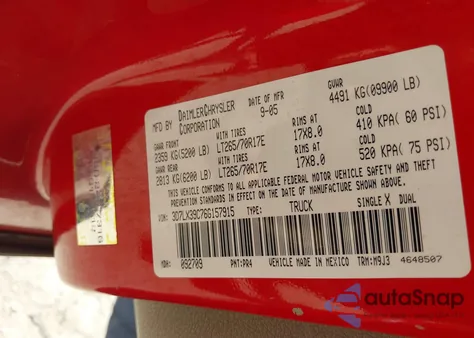 MFD BY DAIMLERCHRYSLER CORPORATION DATE OF MFR 9-05 GVWR 4491 KG(09900 LB)
GAWR FRONT WITH TIRES RIMS AT COLD
2359 KG(5200 LB) LT265/70R17E 17X8.0 410 KPA( 60 PSI)
GAWR REAR WITH TIRES RIMS AT COLD
2813 KG(6200 LB) LT265/70R17E 17X8.0 520 KPA( 75 PSI)
THIS VEHICLE CONFORMS TO ALL APPLICABLE FEDERAL MOTOR VEHICLE SAFETY AND THEFT
PREVENTION STANDARDS IN EFFECT ON THE DATE OF MANUFACTURE SHOWN ABOVE.
VIN: 3D7LX39C76G157915 TYPE: TRUCK SINGLE X DUAL
MDH: 092709 PNT:PR4 VEHICLE MADE IN MEXICO TRM:M9J3 4648507
autoSnap